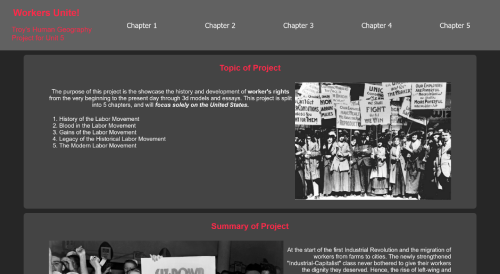 Workers Unite!
Chapter 1
Chapter 2
Chapter 3
Chapter 4
Chapter 5
Topic of Project
The purpose of this project is the showcase the history and development of worker's rights
from the very beginning to the present day through 3d models and essays. This project is split
into 5 chapters, and will focus solely on the United States.
1. History of the Labor Movement
2. Blood in the Labor Movement
3. Gains of the Labor Movement
4. Legacy of the Historical Labor Movement
5. The Modern Labor Movement
FIGHT
Summary of Project
At the start of the first Industrial Revolution and the migration of
workers from farms to cities. The newly strengthened
"Industrial-Capitalist" class never bothered to give their workers
the dignity they deserved. Hence, the rise of left-wing and
SIT-DOWN